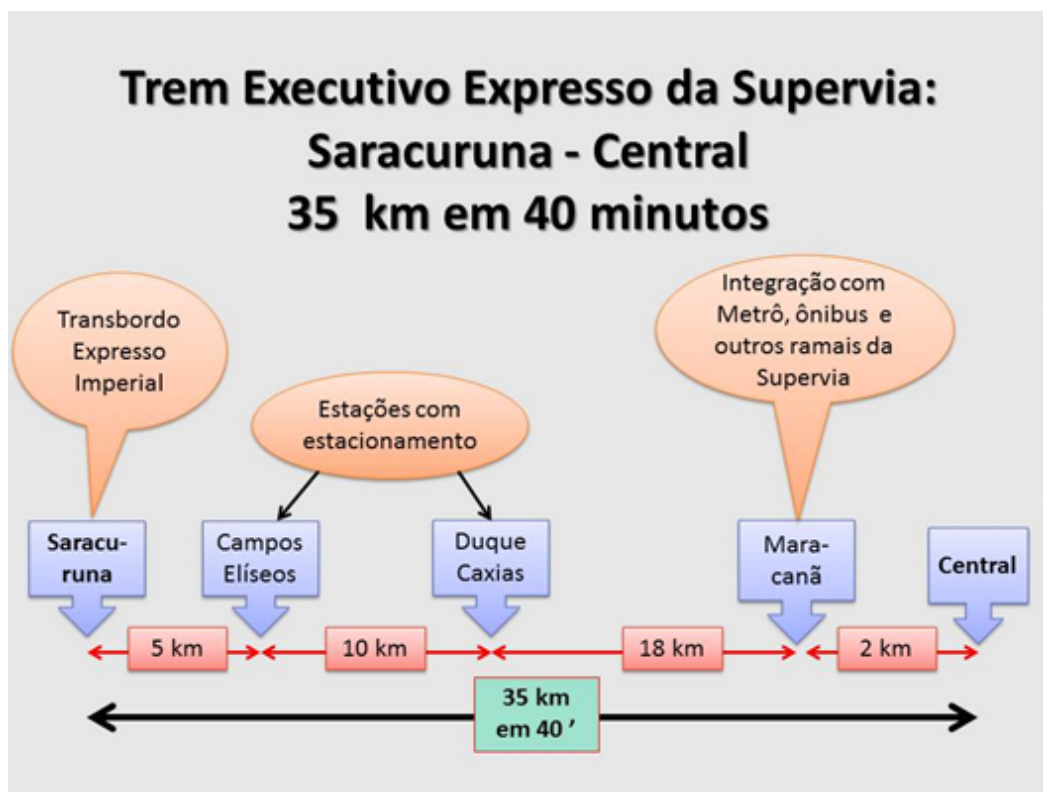 Trem Executivo Expresso da Supervia:
Saracuruna - Central
35 km em 40 minutos
Transbordo
Expresso
Imperial
Estações com
estacionamento
Integração com
Metrô, ônibus e
outros ramais da
Supervia
Saracu-
runa
Campos
Elíseos
Duque
Caxias
Mara-
canã
Central
5 km
10 km
18 km
2 km
35 km
em 40 ’